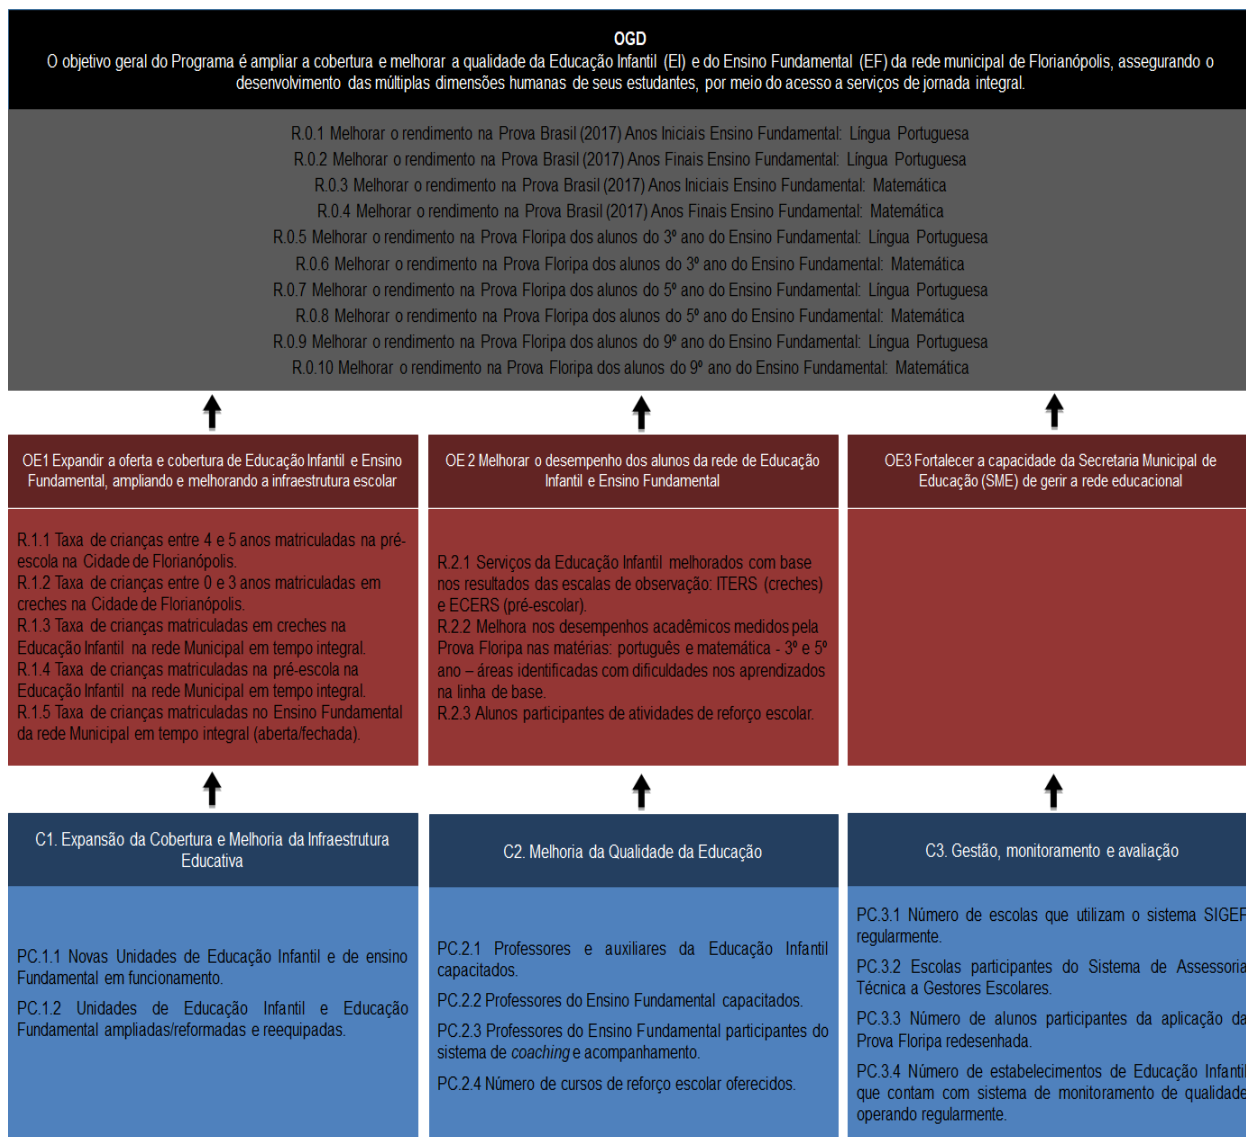 OGD
O objetivo geral do Programa é ampliar a cobertura e melhorar a qualidade da Educação Infantil (EI) e do Ensino Fundamental (EF) da rede municipal de Florianópolis, assegurando o
desenvolvimento das múltiplas dimensões humanas de seus estudantes, por meio do acesso a serviços de jornada integral.
R.0.1 Melhorar o rendimento na Prova Brasil (2017) Anos Iniciais Ensino Fundamental: Língua Portuguesa
R.0.2 Melhorar o rendimento na Prova Brasil (2017) Anos Finais Ensino Fundamental: Língua Portuguesa
R.0.3 Melhorar o rendimento na Prova Brasil (2017) Anos Iniciais Ensino Fundamental: Matemática
R.0.4 Melhorar o rendimento na Prova Brasil (2017) Anos Finais Ensino Fundamental: Matemática
R.0.5 Melhorar o rendimento na Prova Floripa dos alunos do 3º ano do Ensino Fundamental: Língua Portuguesa
R.0.6 Melhorar o rendimento na Prova Floripa dos alunos do 3º ano do Ensino Fundamental: Matemática
R.0.7 Melhorar o rendimento na Prova Floripa dos alunos do 5º ano do Ensino Fundamental: Língua Portuguesa
R.0.8 Melhorar o rendimento na Prova Floripa dos alunos do 5º ano do Ensino Fundamental: Matemática
R.0.9 Melhorar o rendimento na Prova Floripa dos alunos do 9º ano do Ensino Fundamental: Língua Portuguesa
R.0.10 Melhorar o rendimento na Prova Floripa dos alunos do 9º ano do Ensino Fundamental: Matemática
OE1 Expandir a oferta e cobertura de Educação Infantil e Ensino
Fundamental, ampliando e melhorando a infraestrutura escolar
R.1.1 Taxa de crianças entre 4 e 5 anos matriculadas na pré-
escola na Cidade de Florianópolis.
R.1.2 Taxa de crianças entre 0 e 3 anos matriculadas em
creches na Cidade de Florianópolis.
R.1.3 Taxa de crianças matriculadas em creches na
Educação Infantil na rede Municipal em tempo integral.
R.1.4 Taxa de crianças matriculadas na pré-escola na
Educação Infantil na rede Municipal em tempo integral.
R.1.5 Taxa de crianças matriculadas no Ensino Fundamental
da rede Municipal em tempo integral (aberta/fechada).
OE 2 Melhorar o desempenho dos alunos da rede de Educação
Infantil e Ensino Fundamental
R.2.1 Serviços da Educação Infantil melhorados com base
nos resultados das escalas de observação: ITERS (creches)
e ECERS (pré-escolar).
R.2.2 Melhora nos desempenhos acadêmicos medidos pela
Prova Floripa nas matérias: português e matemática - 3º e 5º
ano – áreas identificadas com dificuldades nos aprendizados
na linha de base.
R.2.3 Alunos participantes de atividades de reforço escolar.
OE3 Fortalecer a capacidade da Secretaria Municipal de
Educação (SME) de gerir a rede educacional
C1. Expansão da Cobertura e Melhoria da Infraestrutura
Educativa
PC.1.1 Novas Unidades de Educação Infantil e de ensino
Fundamental em funcionamento.
PC.1.2 Unidades de Educação Infantil e Educação
Fundamental ampliadas/reformadas e reequipadas.
C2. Melhoria da Qualidade da Educação
PC.2.1 Professores e auxiliares da Educação Infantil
capacitados.
PC.2.2 Professores do Ensino Fundamental capacitados.
PC.2.3 Professores do Ensino Fundamental participantes do
sistema de coaching e acompanhamento.
PC.2.4 Número de cursos de reforço escolar oferecidos.
C3. Gestão, monitoramento e avaliação
PC.3.1 Número de escolas que utilizam o sistema SIGEF
regularmente.
PC.3.2 Escolas participantes do Sistema de Assessoria
Técnica a Gestores Escolares.
PC.3.3 Número de alunos participantes da aplicação da
Prova Floripa redesenhada.
PC.3.4 Número de estabelecimentos de Educação Infantil
que contam com sistema de monitoramento de qualidade
operando regularmente.